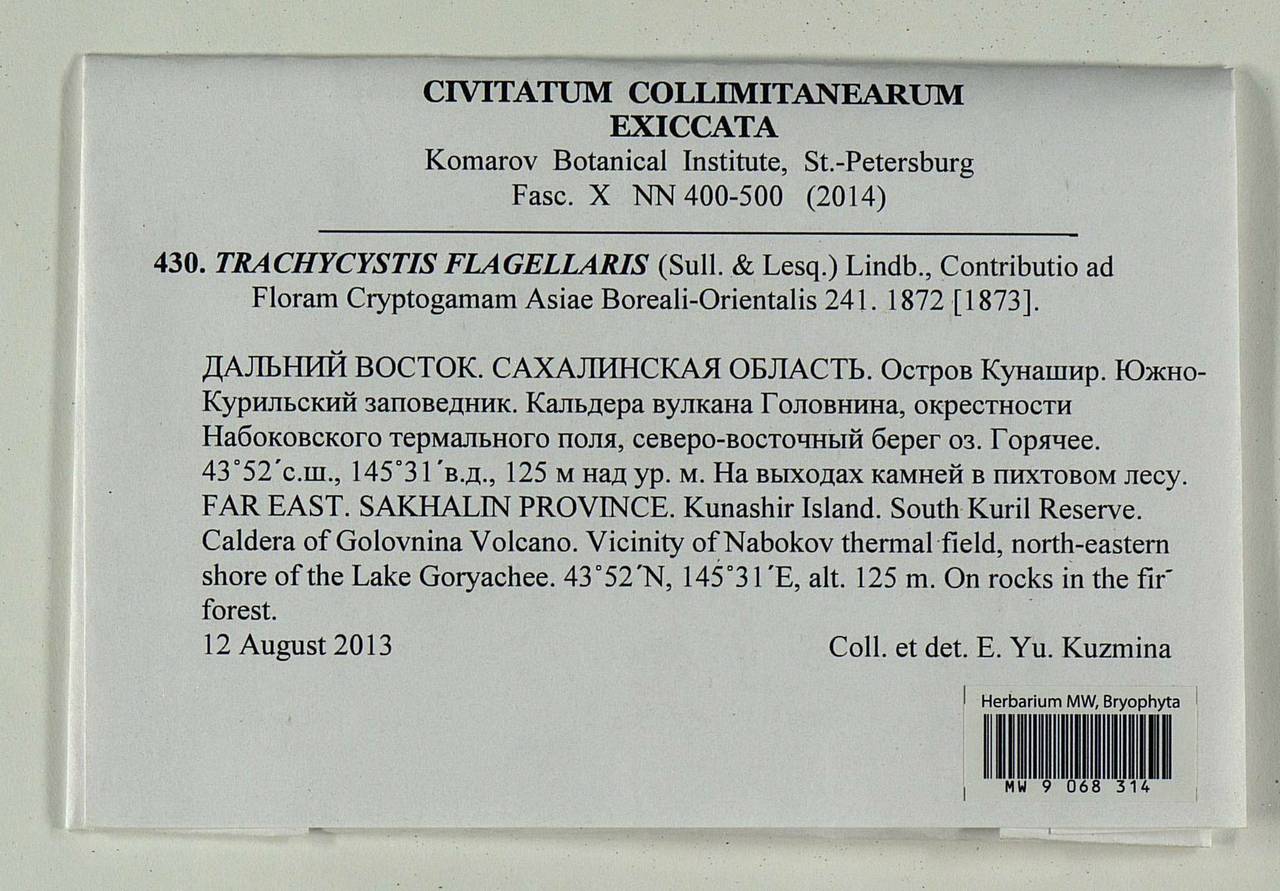 CIVITATUM COLLIMITANEARUM
EXICCATA
Komarov Botanical Institute, St.-Petersburg
Fasc. X NN 400-500 (2014)
430. TRACHYCYSTIS FLAGELLARIS (Sull. & Lesq.) Lindb., Contributio ad
Floram Cryptogamam Asiae Boreali-Orientalis 241. 1872 [1873].
ДАЛЬНИЙ ВОСТОК. САХАЛИНСКАЯ ОБЛАСТЬ. Остров Кунашир. Южно-
Курильский заповедник. Кальдера вулкана Головнина, окрестности
Набоковского термального поля, северо-восточный берег оз. Горячее.
43˚52´с.ш., 145˚31´в.д., 125 м над ур. м. На выходах камней в пихтовом лесу.
FAR EAST. SAKHALIN PROVINCE. Kunashir Island. South Kuril Reserve.
Caldera of Golovnina Volcano. Vicinity of Nabokov thermal field, north-eastern
shore of the Lake Goryachee. 43˚52´N, 145˚31´E, alt. 125 m. On rocks in the fir
forest.
12 August 2013 Coll. et det. E. Yu. Kuzmina
Herbarium MW, Bryophyta
MW 9 068 314